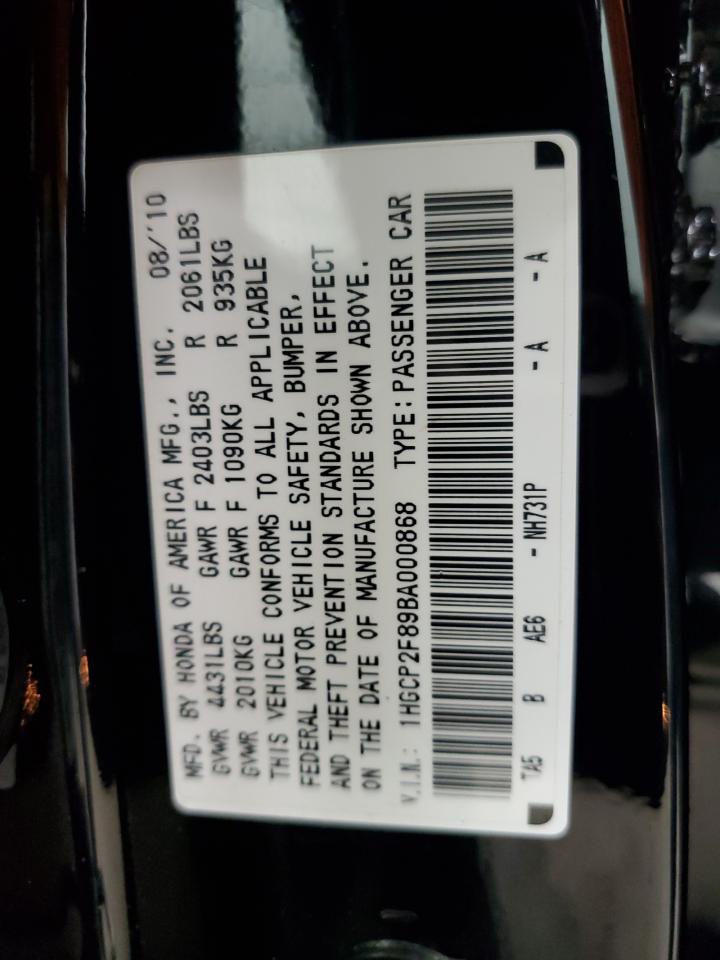 MFD. BY HONDA OF AMERICA MFG., INC. 08/'10
GVWR 4431LBS GAWR F 2403LBS R 2061LBS
GVWR 2010KG GAWR F 1090KG R 935KG
THIS VEHICLE CONFORMS TO ALL APPLICABLE
FEDERAL MOTOR VEHICLE SAFETY, BUMPER,
AND THEFT PREVENTION STANDARDS IN EFFECT
ON THE DATE OF MANUFACTURE SHOWN ABOVE.
V.I.N.: 1HGCP2F89BA000868 TYPE: PASSENGER CAR
TA5 B AE6 - NH731P - A - A